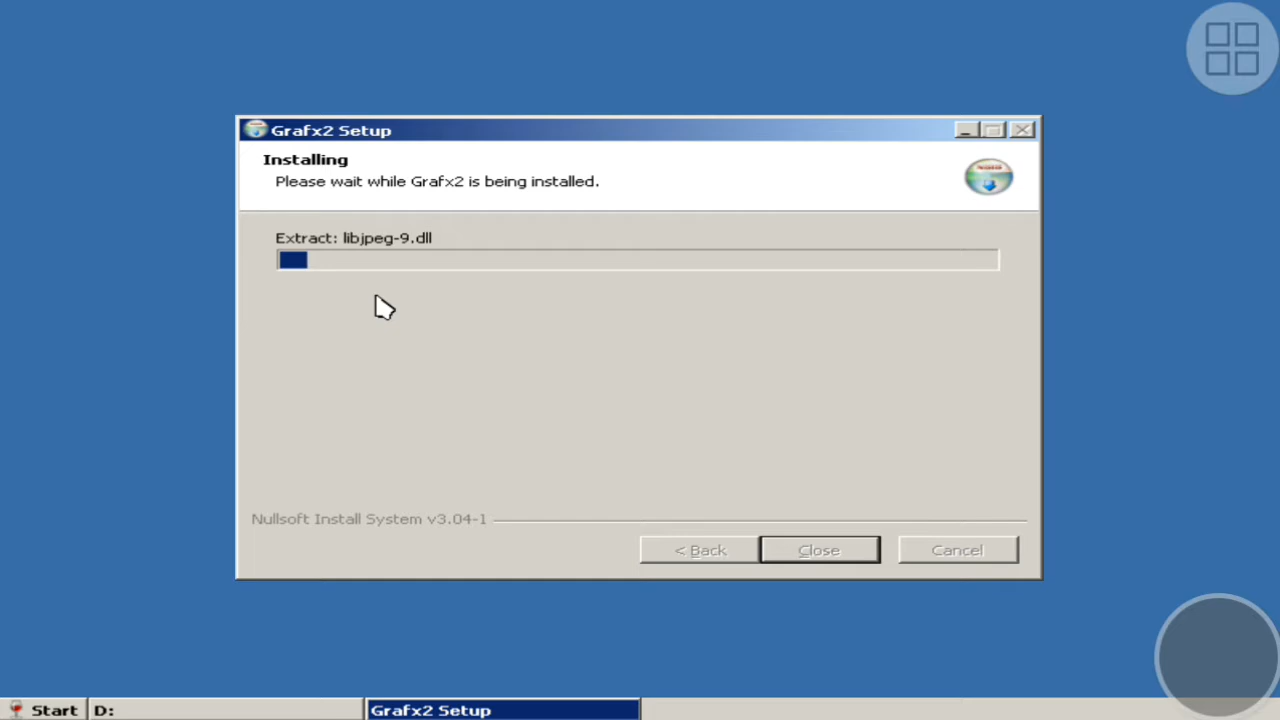 Grafx2 Setup
Installing
Please wait while Grafx2 is being installed.
Extract: libjpeg-9.dll
Nullsoft Install System v3.04-1
< Back
Close
Cancel
Start
D:
Grafx2 Setup